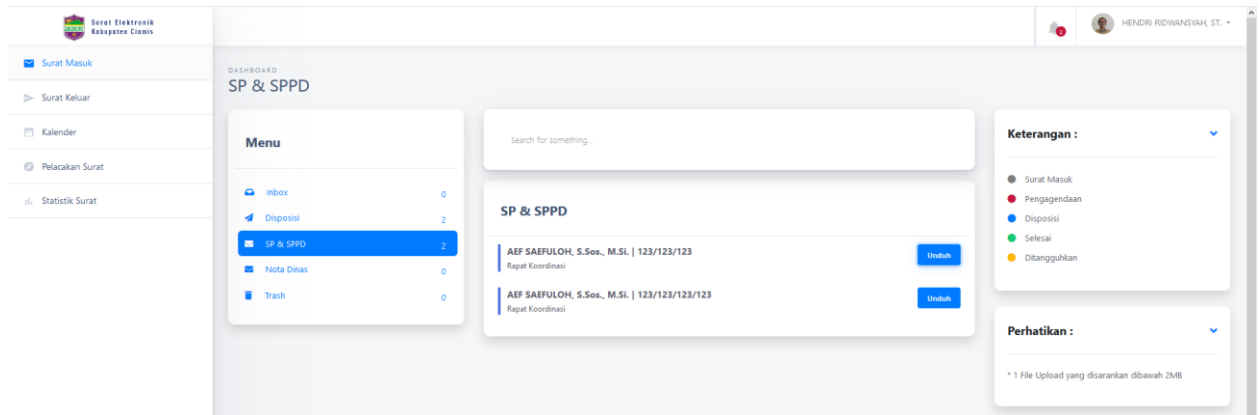 Surat Elektronik
Kabupaten Ciamis
2
HENDRI RIDWANSYAH, ST.
Surat Masuk
Surat Keluar
Kalender
Pelacakan Surat
Statistik Surat
DASHBOARD
SP & SPPD
Menu
Inbox 0
Disposisi 2
SP & SPPD 2
Nota Dinas 0
Trash 0
Search for something...
SP & SPPD
AEF SAEFULOH, S.Sos., M.Si. | 123/123/123
Rapat Koordinasi
Unduh
AEF SAEFULOH, S.Sos., M.Si. | 123/123/123/123
Rapat Koordinasi
Unduh
Keterangan :
Surat Masuk
Pengagendaan
Disposisi
Selesai
Ditangguhkan
Perhatikan :
* 1 File Upload yang disarankan dibawah 2MB